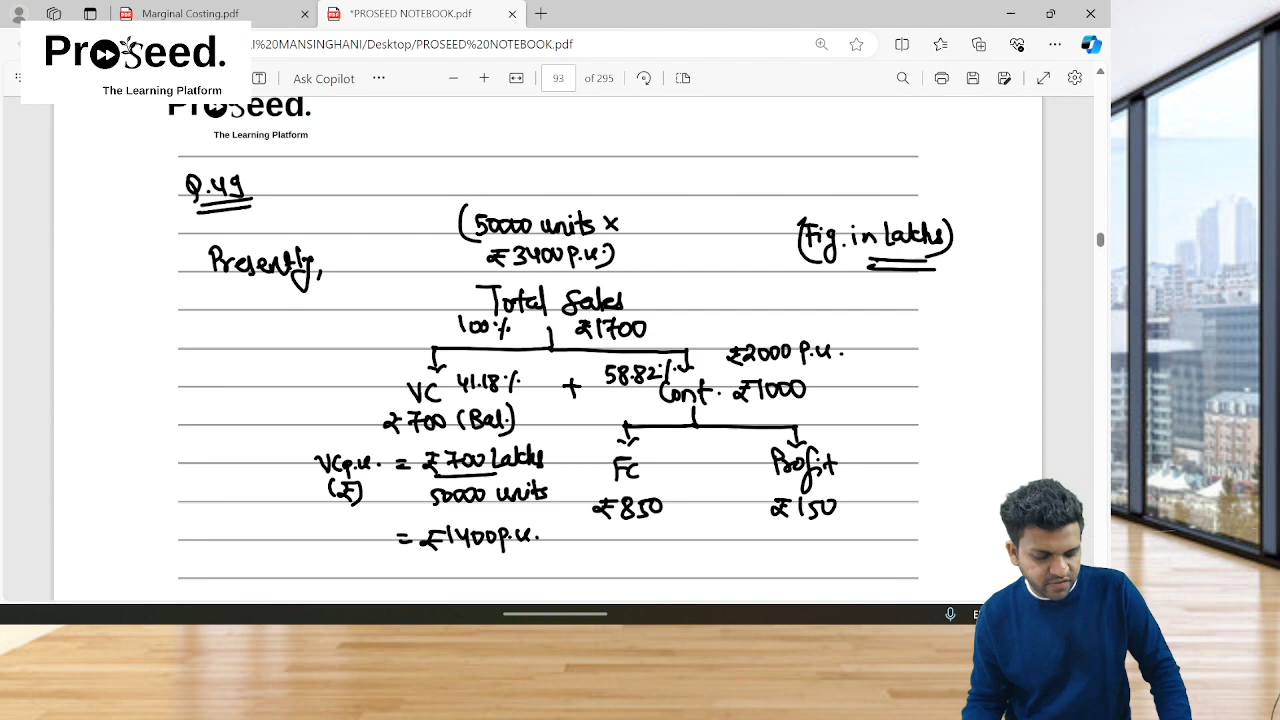 Marginal Costing.pdf
*PROSEED NOTEBOOK.pdf
Proseed.
The Learning Platform
AI%20MANSINGHANI/Desktop/PROSEED%20NOTEBOOK.pdf
Ask Copilot
93 of 295
Proseed.
The Learning Platform
Q.49
(50000 units ×
₹3400 p.u.)
(Fig. in Lakhs)
Presently,
Total Sales
100% ₹1700
₹2000 p.u.
VC 41.18% + 58.82% Cont. ₹1000
₹700 (Bal.)
VC p.u. = ₹700 Lakhs
(₹) 50000 units
FC Profit
₹850 ₹150
= ₹1400 p.u.